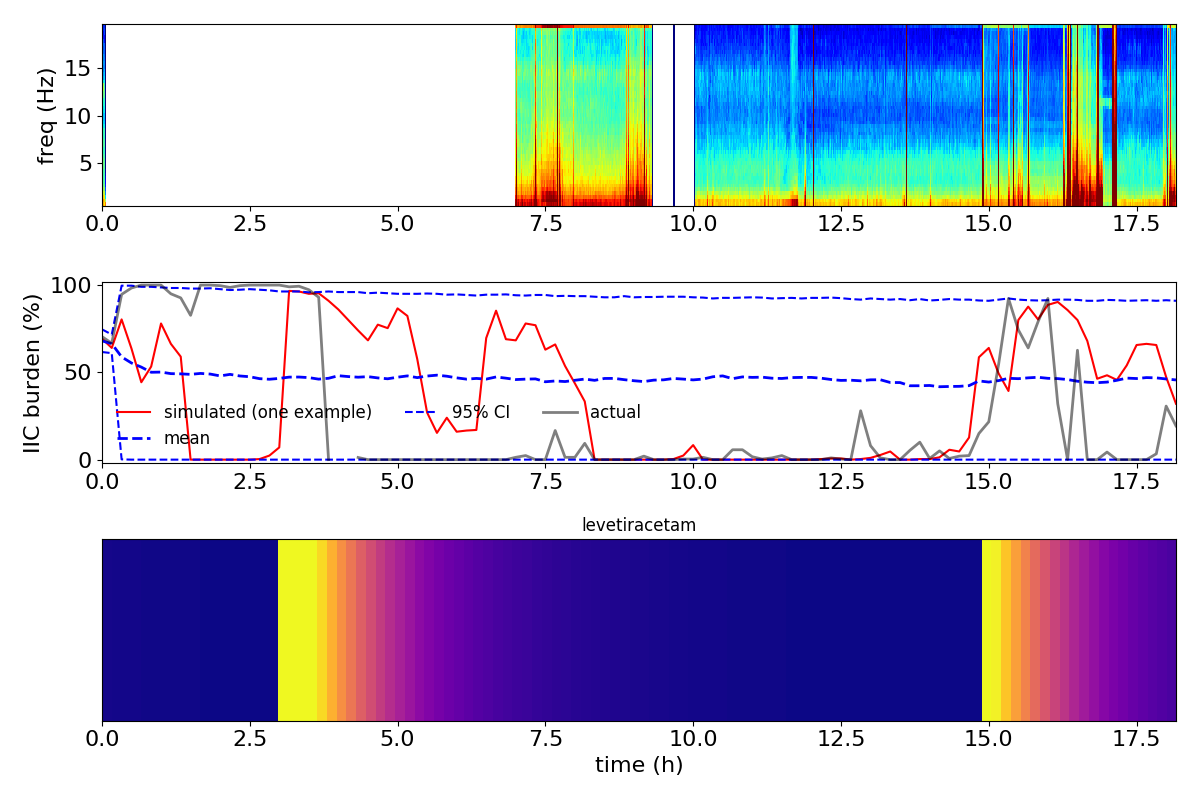 freq (Hz)
15
10
5
0.0 2.5 5.0 7.5 10.0 12.5 15.0 17.5
IIC burden (%)
100
50
0
simulated (one example) 95% CI actual
mean
0.0 2.5 5.0 7.5 10.0 12.5 15.0 17.5
levetiracetam
0.0 2.5 5.0 7.5 10.0 12.5 15.0 17.5
time (h)